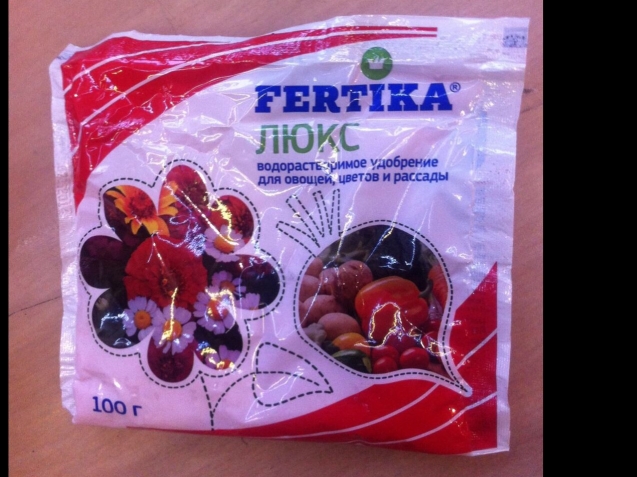 FERTIKA®
ЛЮКС
водорастворимое удобрение
для овощей, цветов и рассады
100 г